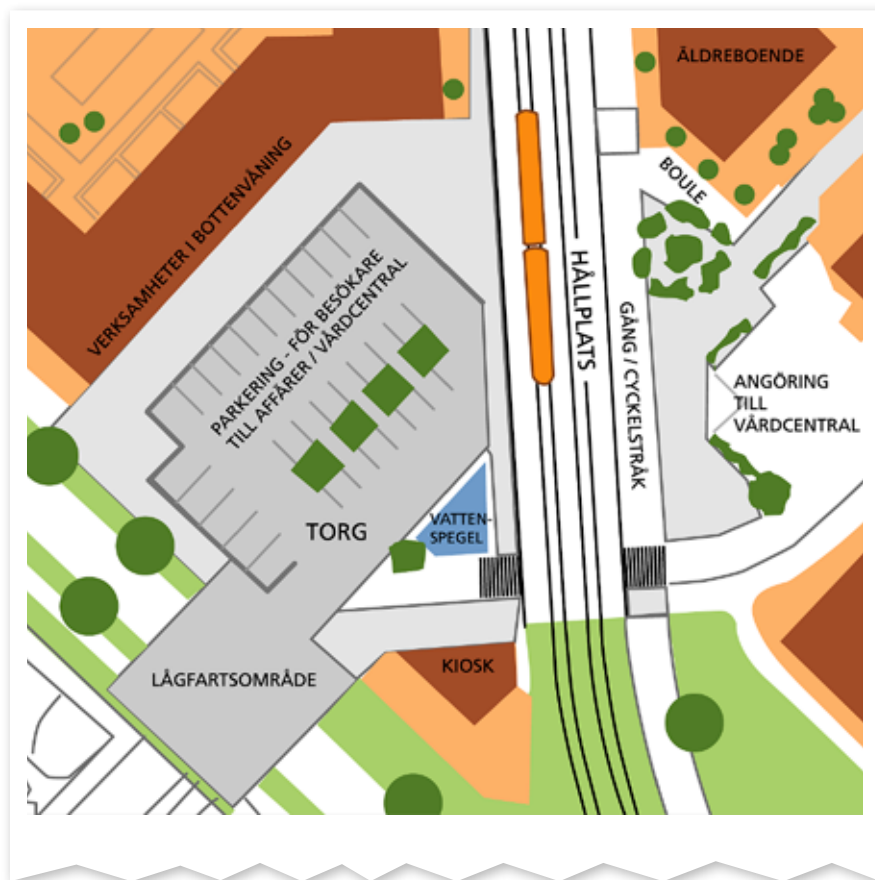 ÄLDREBOENDE
VERKSAMHETER I BOTTENVÅNING
BOULE
PARKERING - FÖR BESÖKARE
TILL AFFÄRER / VÅRDCENTRAL
HÅLLPLATS
GÅNG / CYCKELSTRÅK
ANGÖRING
TILL
VÅRDCENTRAL
TORG
VATTEN-
SPEGEL
KIOSK
LÅGFARTSOMRÅDE